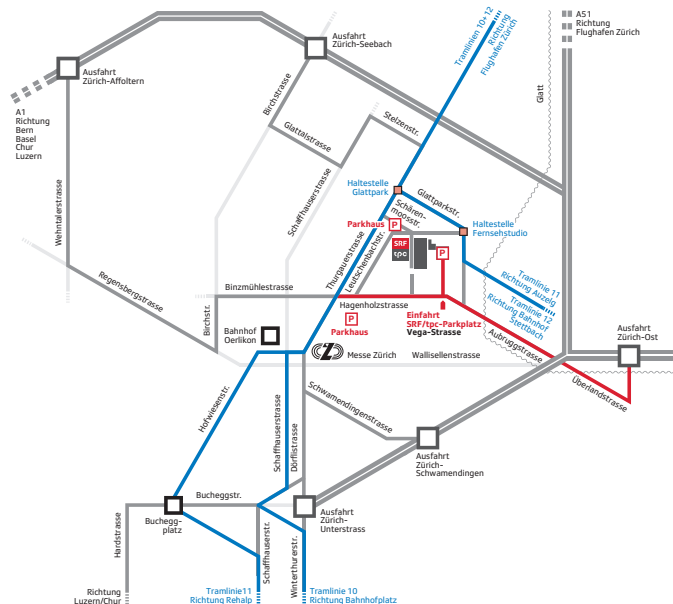 A51
Richtung
Flughafen Zürich
Tramlinien 10+12
Richtung
Flughafen Zürich
Ausfahrt
Zürich-Seebach
Ausfahrt
Zürich-Affoltern
Birchstrasse
Glatt
A1
Richtung
Bern
Basel
Chur
Luzern
Stelzenstr.
Glattalstrasse
Schaffhauserstrasse
Haltestelle
Glattpark
Glattparkstr.
Schären-
moosstr.
Wehntalerstrasse
Parkhaus
P
Haltestelle
Fernsehstudio
Thurgauerstrasse
Leutschenbachstr.
SRF
tpc
P
Regensbergstrasse
Binzmühlestrasse
Tramlinie 11
Richtung Auzelg
Tramlinie 12
Richtung Bahnhof
Stettbach
Hagenholzstrasse
P
Parkhaus
Einfahrt
SRF/tpc-Parkplatz
Vega-Strasse
Birchstr.
Bahnhof
Oerlikon
Aubruggstrasse
Ausfahrt
Zürich-Ost
Messe Zürich
Wallisellenstrasse
Überlandstrasse
Hofwiesenstr.
Schwamendingenstrasse
Schaffhauserstrasse
Dörflistrasse
Ausfahrt
Zürich-
Schwamendingen
Bucheggstr.
Buchegg-
platz
Ausfahrt
Zürich-
Unterstrass
Hardstrasse
Schaffhauserstr.
Winterthurerstr.
Richtung
Luzern/Chur
Tramlinie11
Richtung Rehalp
Tramlinie 10
Richtung Bahnhofplatz